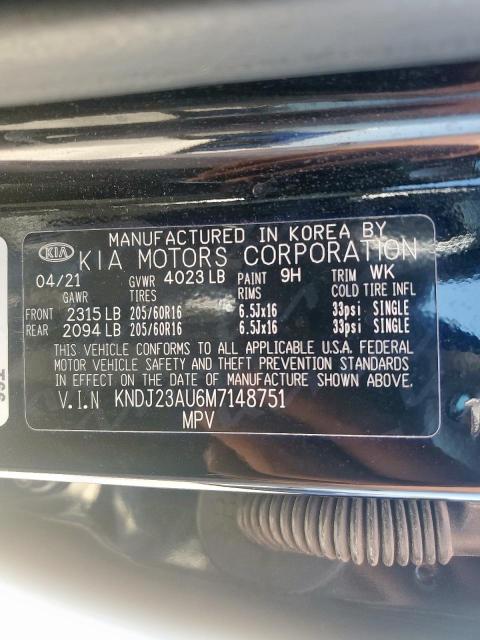 MANUFACTURED IN KOREA BY
KIA KIA MOTORS CORPORATION
04/21 GVWR 4023 LB PAINT 9H TRIM WK
GAWR TIRES RIMS COLD TIRE INFL
FRONT 2315 LB 205/60R16 6.5Jx16 33psi SINGLE
REAR 2094 LB 205/60R16 6.5Jx16 33psi SINGLE
THIS VEHICLE CONFORMS TO ALL APPLICABLE U.S.A. FEDERAL
MOTOR VEHICLE SAFETY AND THEFT PREVENTION STANDARDS
IN EFFECT ON THE DATE OF MANUFACTURE SHOWN ABOVE.
V.I.N KNDJ23AU6M7148751
MPV